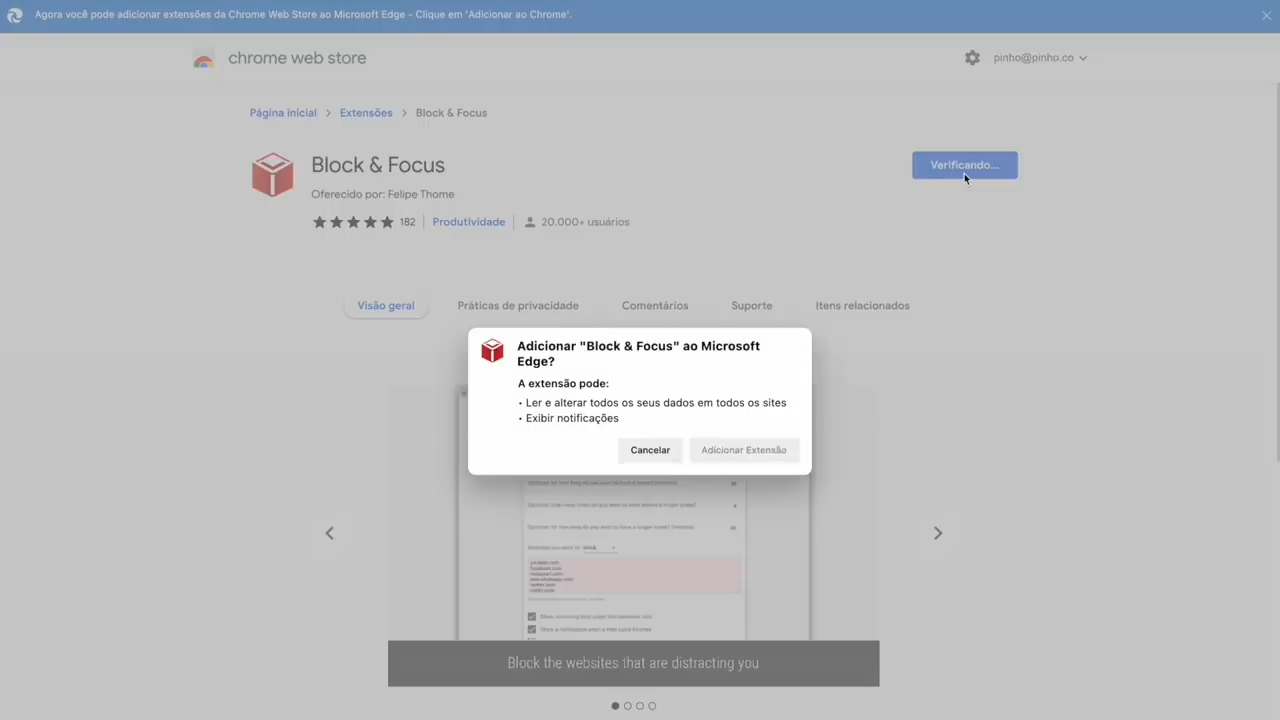 Agora você pode adicionar extensões da Chrome Web Store ao Microsoft Edge - Clique em 'Adicionar ao Chrome'.
chrome web store
pinho@pinho.co
Página inicial > Extensões > Block & Focus
Block & Focus
Verificando...
Oferecido por: Felipe Thome
182 | Produtividade | 20.000+ usuários
Visão geral Práticas de privacidade Comentários Suporte Itens relacionados
Adicionar "Block & Focus" ao Microsoft
Edge?
A extensão pode:
• Ler e alterar todos os seus dados em todos os sites
• Exibir notificações
Cancelar Adicionar Extensão
Block the websites that are distracting you